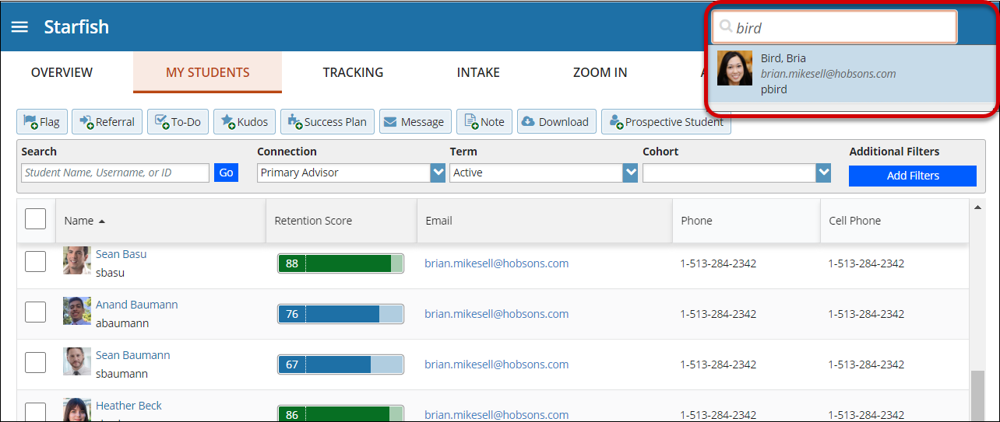 Starfish
bird
Bird, Bria
brian.mikesell@hobsons.com
pbird
OVERVIEW MY STUDENTS TRACKING INTAKE ZOOM IN
Flag Referral To-Do Kudos Success Plan Message Note Download Prospective Student
Search Connection Term Cohort Additional Filters
Student Name, Username, or ID Go Primary Advisor Active Add Filters
Name Retention Score Email Phone Cell Phone
Sean Basu
sbasu
88 brian.mikesell@hobsons.com 1-513-284-2342 1-513-284-2342
Anand Baumann
abaumann
76 brian.mikesell@hobsons.com 1-513-284-2342 1-513-284-2342
Sean Baumann
sbaumann
67 brian.mikesell@hobsons.com 1-513-284-2342 1-513-284-2342
Heather Beck
86 brian.mikesell@hobsons.com 1-513-284-2342 1-513-284-2342